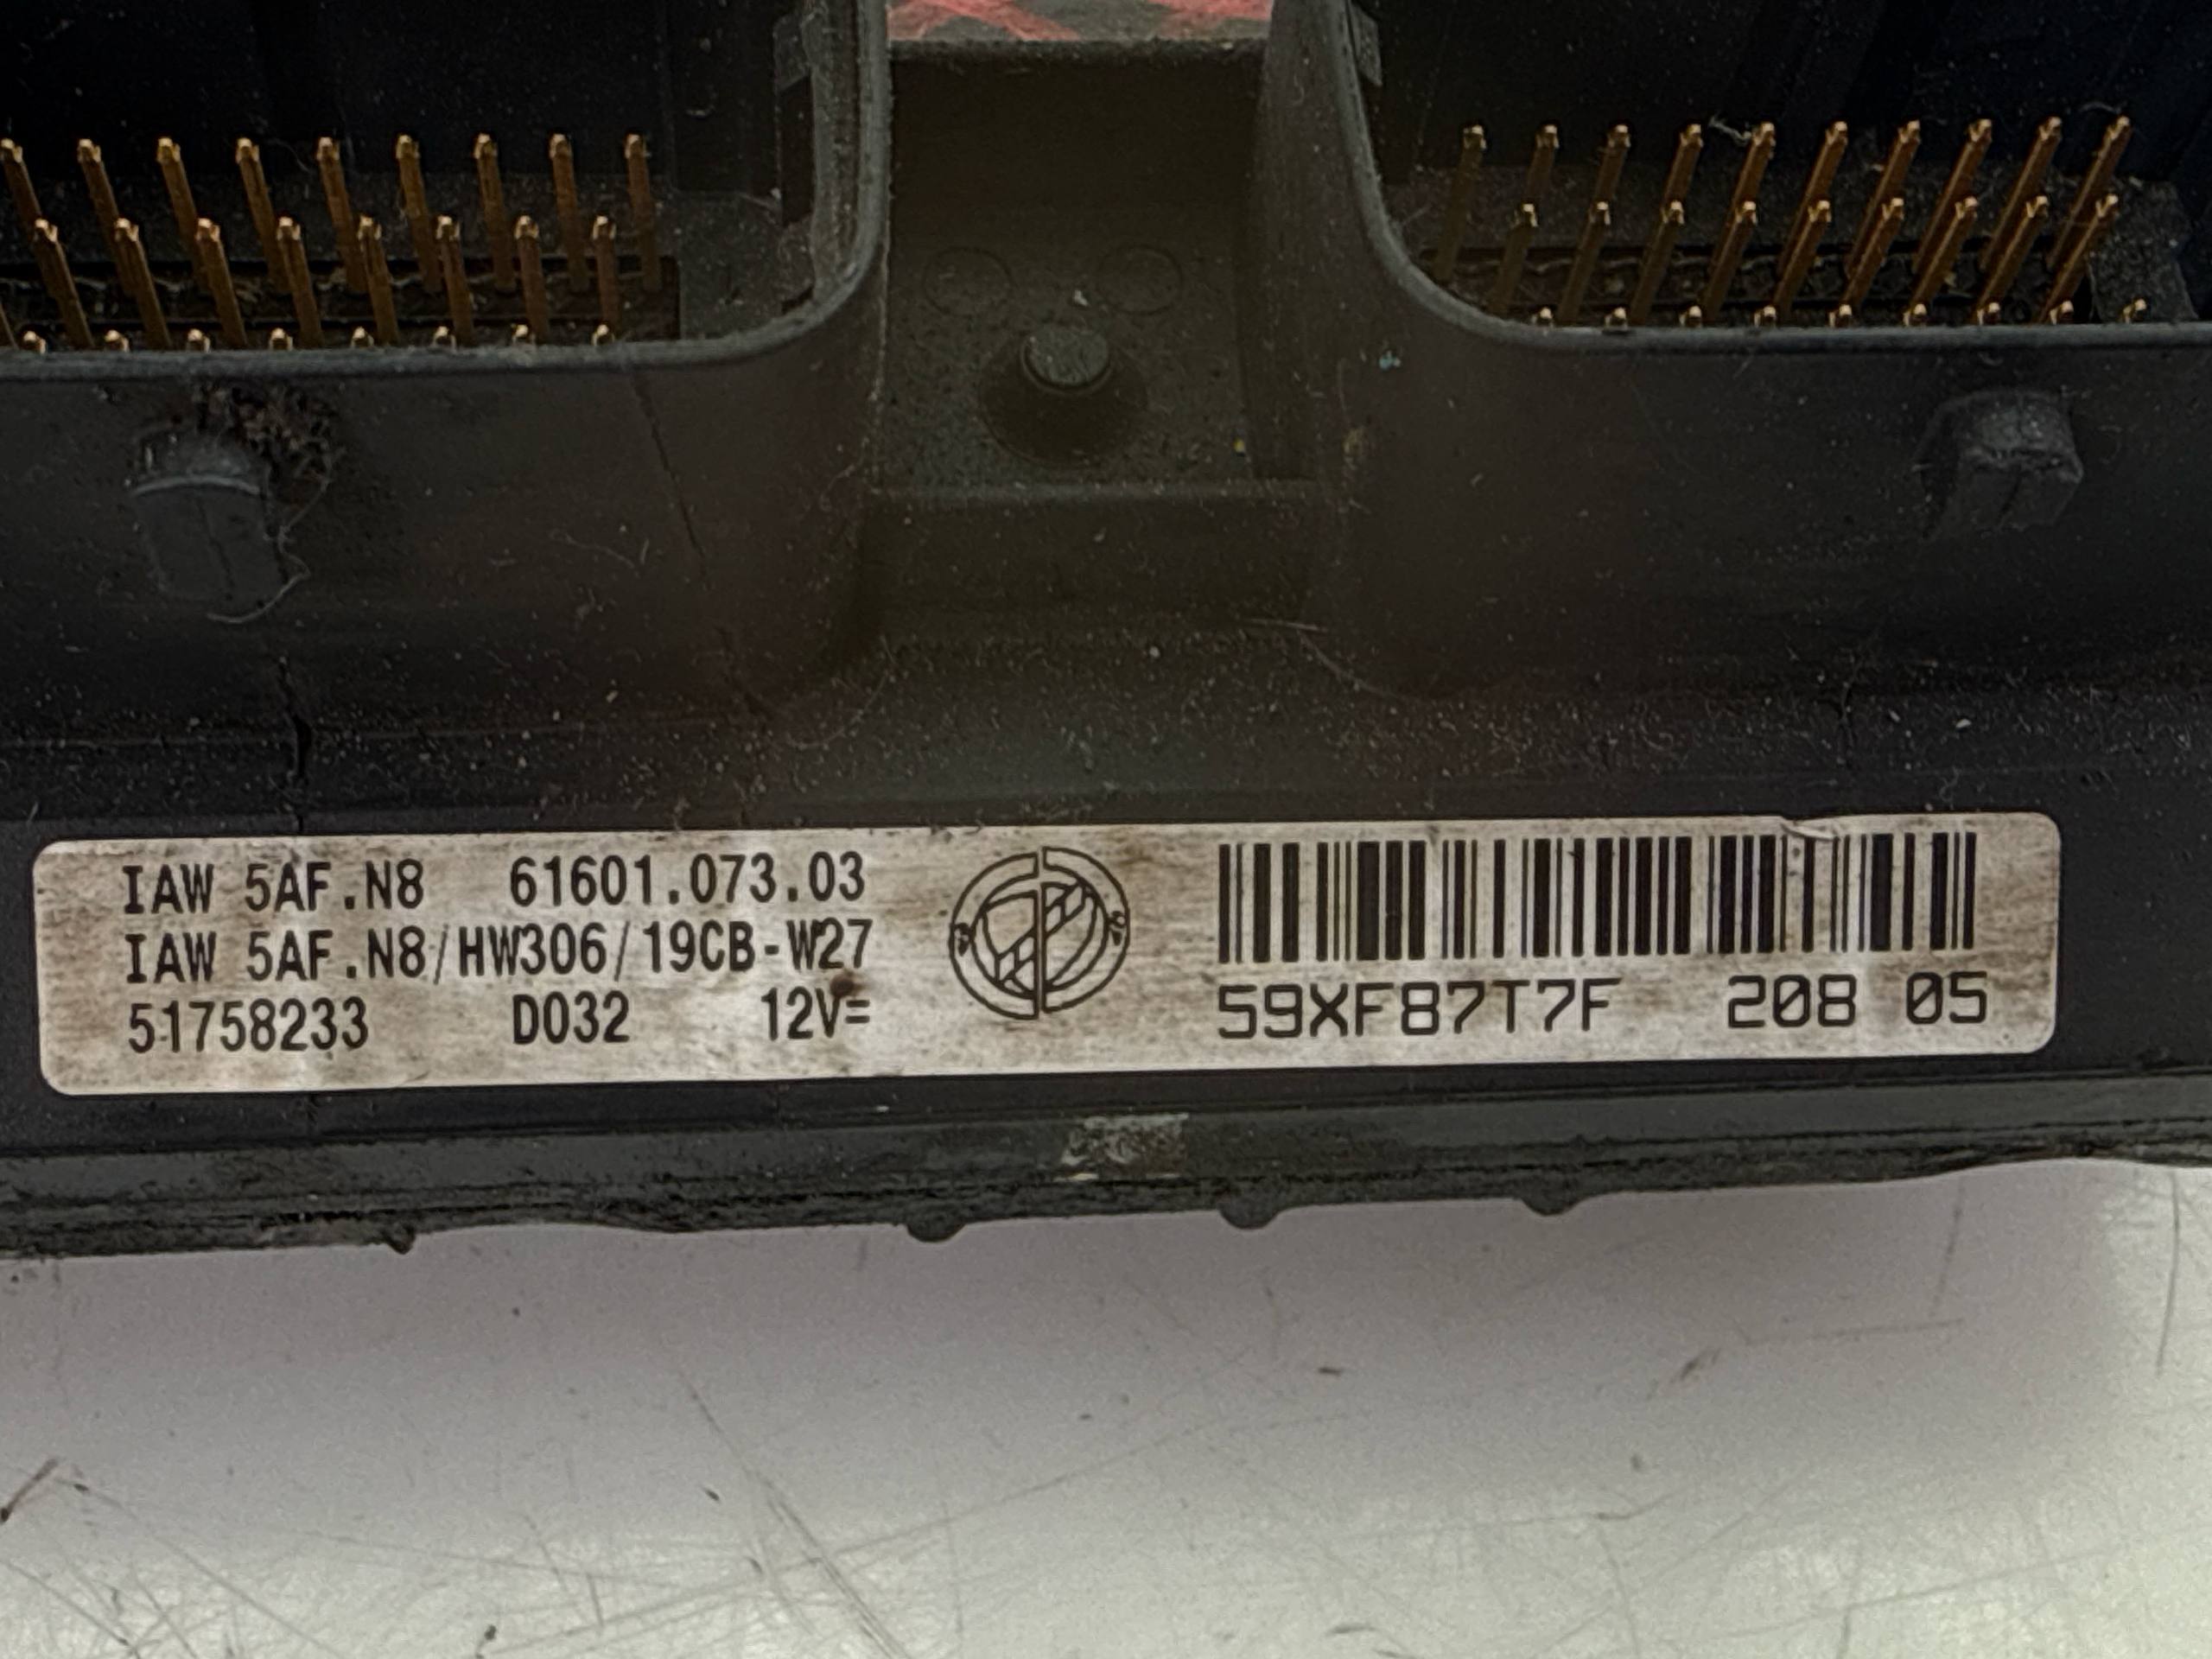 IAW 5AF.N8 61601.073.03
IAW 5AF.N8/HW306/19CB-W27
51758233 D032 12V=
59XF87T7F 208 05